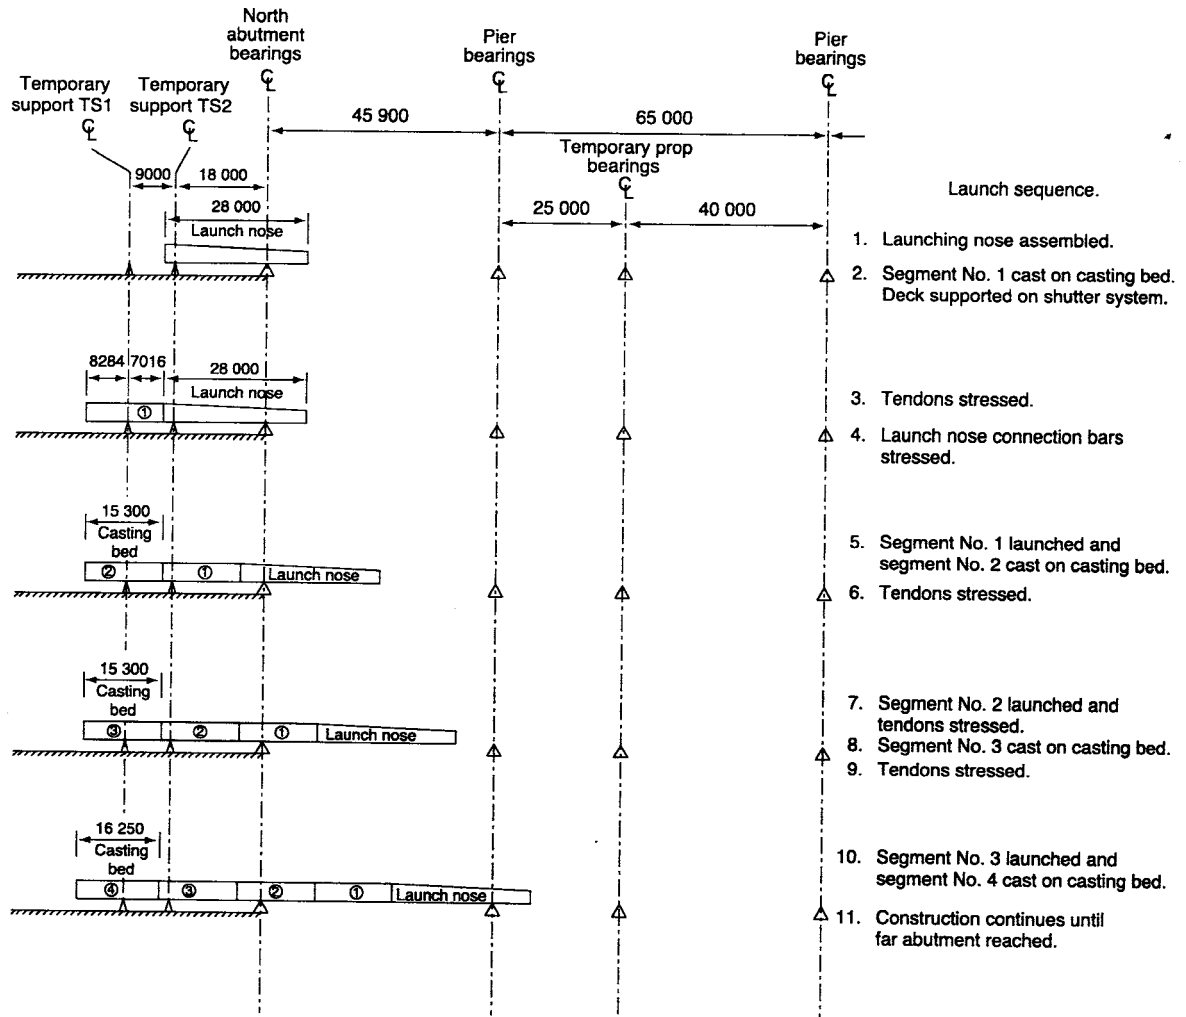 North
abutment
bearings
℄
Pier
bearings
℄
Pier
bearings
℄
Temporary
support TS1
℄
Temporary
support TS2
℄
45 900
65 000
Temporary prop
bearings
℄
9000
18 000
28 000
Launch nose
25 000
40 000
Launch sequence.
1. Launching nose assembled.
2. Segment No. 1 cast on casting bed.
Deck supported on shutter system.
8284
7016
28 000
Launch nose
①
3. Tendons stressed.
4. Launch nose connection bars
stressed.
15 300
Casting
bed
②
①
Launch nose
5. Segment No. 1 launched and
segment No. 2 cast on casting bed.
6. Tendons stressed.
15 300
Casting
bed
③
②
①
Launch nose
7. Segment No. 2 launched and
tendons stressed.
8. Segment No. 3 cast on casting bed.
9. Tendons stressed.
16 250
Casting
bed
④
③
②
①
Launch nose
10. Segment No. 3 launched and
segment No. 4 cast on casting bed.
11. Construction continues until
far abutment reached.